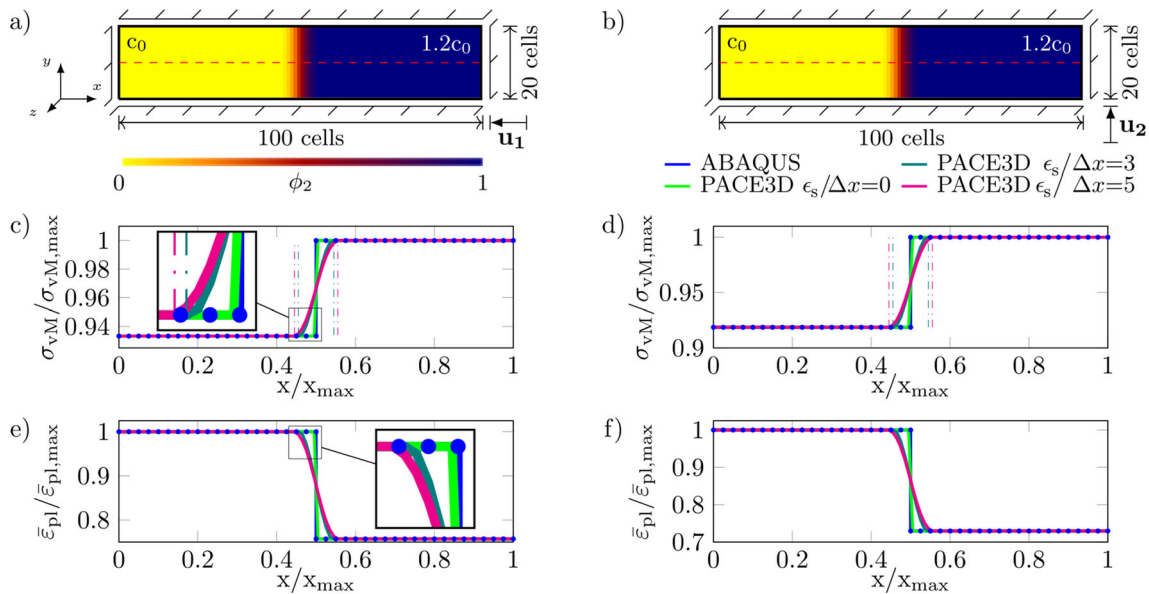 a)
c₀
1.2c₀
20 cells
y
x
z
100 cells
u₁
0
ϕ₂
1
b)
c₀
1.2c₀
20 cells
100 cells
u₂
ABAQUS
PACE3D ϵₛ/Δx=0
PACE3D ϵₛ/Δx=3
PACE3D ϵₛ/ Δx=5
c)
σvM/σvM,max
1
0.98
0.96
0.94
0
0.2
0.4
0.6
0.8
1
x/xmax
d)
σvM/σvM,max
1
0.95
0.9
0
0.2
0.4
0.6
0.8
1
x/xmax
e)
ε̄pl/ε̄pl,max
1
0.9
0.8
0
0.2
0.4
0.6
0.8
1
x/xmax
f)
ε̄pl/ε̄pl,max
1
0.9
0.8
0.7
0
0.2
0.4
0.6
0.8
1
x/xmax